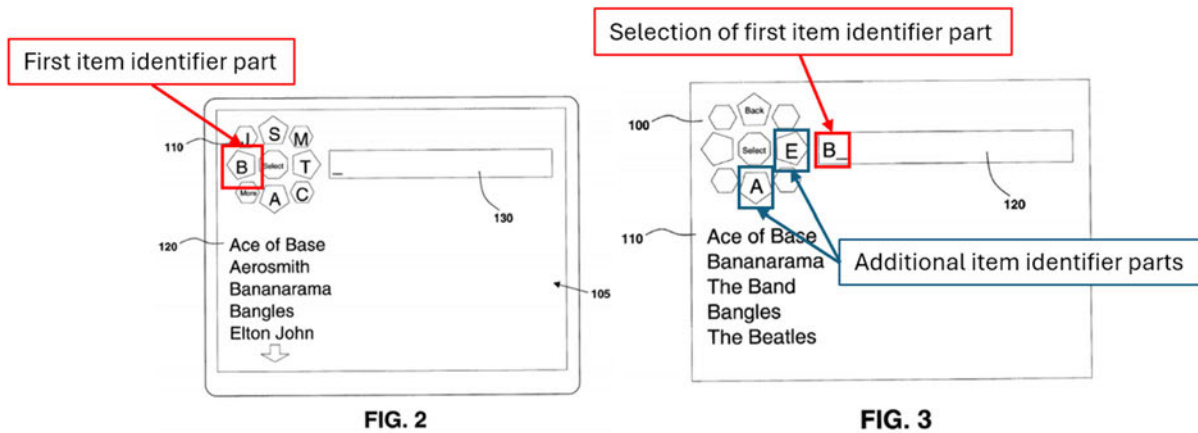 First item identifier part
Selection of first item identifier part
110
J S M
B Select T
More A C
_
130
120
Ace of Base
Aerosmith
Bananarama
Bangles
Elton John
105
FIG. 2
100
Back
Select E
A
B_
120
110
Ace of Base
Bananarama
The Band
Bangles
The Beatles
Additional item identifier parts
FIG. 3